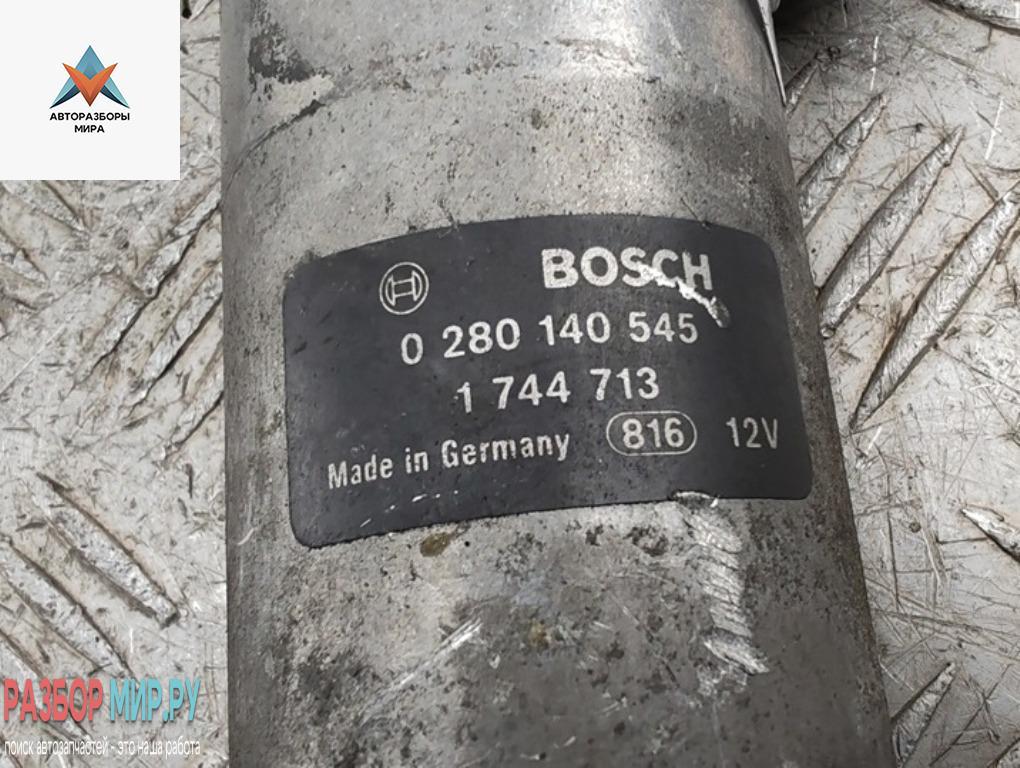 АВТОРАЗБОРЫ
МИРА
BOSCH
0 280 140 545
1 744 713
Made in Germany 816 12V
РАЗБОР МИР.РУ
поиск автозапчастей - это наша работа